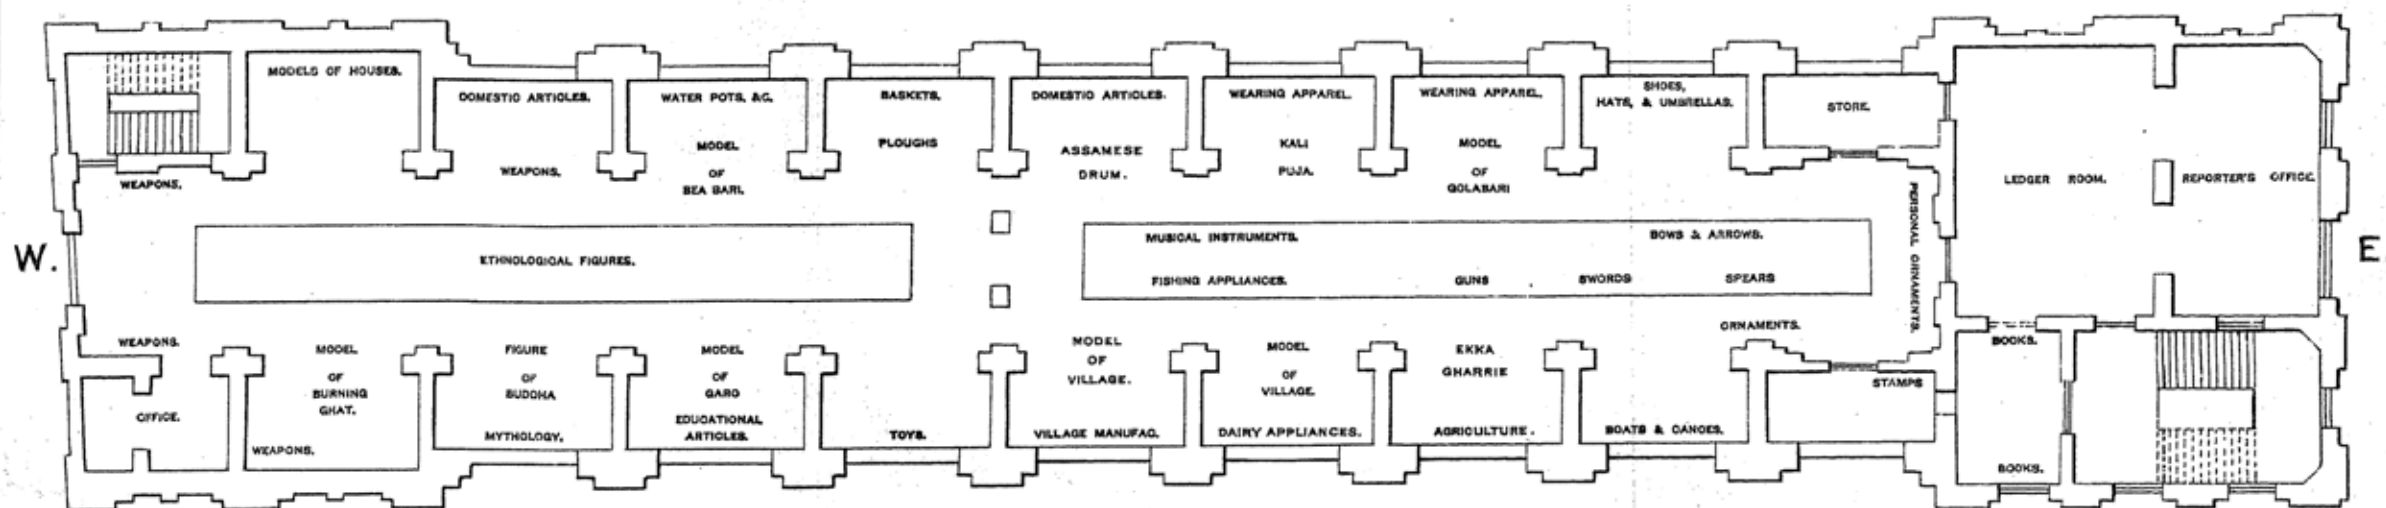 MODELS OF HOUSES.
DOMESTIC ARTICLES.
WEAPONS.
WATER POTS, &C.
MODEL
OF
BEA BARI.
BASKETS.
PLOUGHS
DOMESTIC ARTICLES.
ASSAMESE
DRUM.
WEARING APPAREL.
KALI
PUJA.
WEARING APPAREL.
MODEL
OF
GOLABARI
SHOES,
HATS, & UMBRELLAS.
STORE.
LEDGER ROOM.
REPORTER'S OFFICE.
WEAPONS.
W.
ETHNOLOGICAL FIGURES.
MUSICAL INSTRUMENTS.
BOWS & ARROWS.
FISHING APPLIANCES.
GUNS
SWORDS
SPEARS
PERSONAL ORNAMENTS.
E
WEAPONS.
OFFICE.
MODEL
OF
BURNING
GHAT.
WEAPONS.
FIGURE
OF
BUDDHA
MYTHOLOGY.
MODEL
OF
GARO
EDUCATIONAL
ARTICLES.
TOYS.
MODEL
OF
VILLAGE.
VILLAGE MANUFAC.
MODEL
OF
VILLAGE.
DAIRY APPLIANCES.
EKKA
GHARRIE
AGRICULTURE.
ORNAMENTS.
BOATS & CANOES.
STAMPS
BOOKS.
BOOKS.